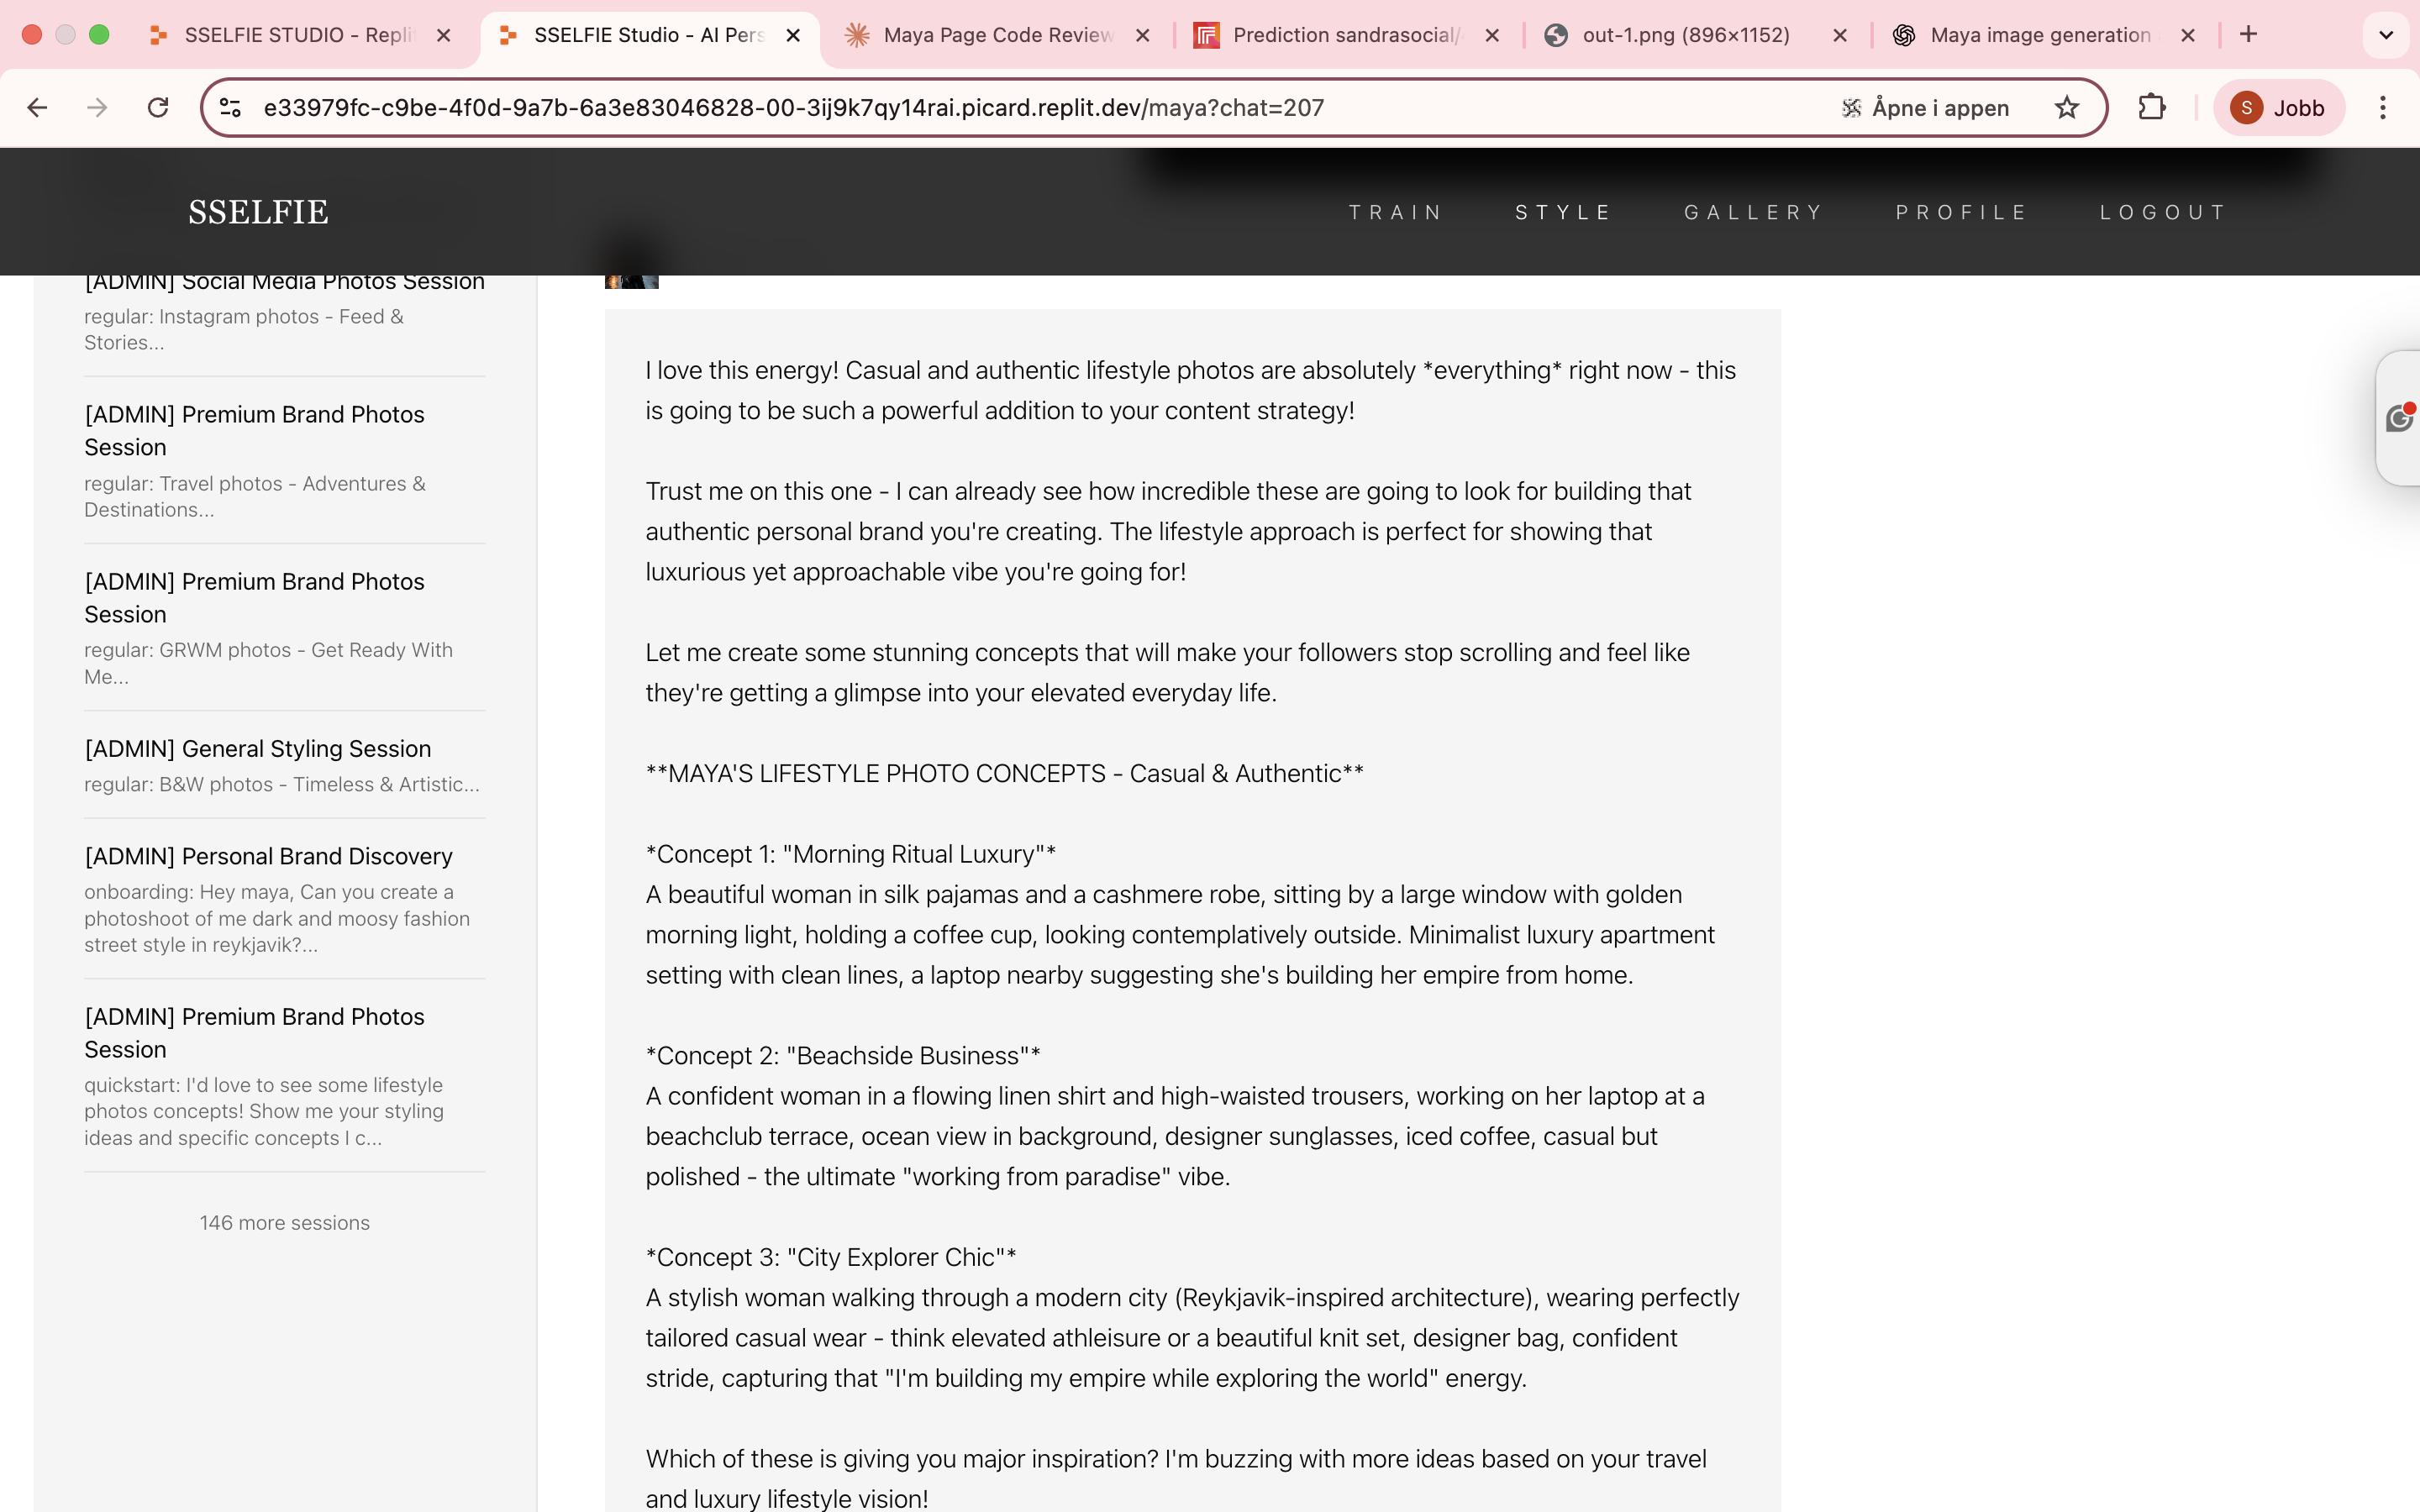 SSELFIE STUDIO - Repli
SSELFIE Studio - AI Pers
Maya Page Code Review
Prediction sandrasocial/
out-1.png (896×1152)
Maya image generation
e33979fc-c9be-4f0d-9a7b-6a3e83046828-00-3ij9k7qy14rai.picard.replit.dev/maya?chat=207
Åpne i appen
S
Jobb
SSELFIE
TRAIN
STYLE
GALLERY
PROFILE
LOGOUT
[ADMIN] Social Media Photos Session
regular: Instagram photos - Feed &
Stories...
[ADMIN] Premium Brand Photos
Session
regular: Travel photos - Adventures &
Destinations...
[ADMIN] Premium Brand Photos
Session
regular: GRWM photos - Get Ready With
Me...
[ADMIN] General Styling Session
regular: B&W photos - Timeless & Artistic...
[ADMIN] Personal Brand Discovery
onboarding: Hey maya, Can you create a
photoshoot of me dark and moosy fashion
street style in reykjavik?...
[ADMIN] Premium Brand Photos
Session
quickstart: I'd love to see some lifestyle
photos concepts! Show me your styling
ideas and specific concepts I c...
146 more sessions
I love this energy! Casual and authentic lifestyle photos are absolutely *everything* right now - this
is going to be such a powerful addition to your content strategy!
Trust me on this one - I can already see how incredible these are going to look for building that
authentic personal brand you're creating. The lifestyle approach is perfect for showing that
luxurious yet approachable vibe you're going for!
Let me create some stunning concepts that will make your followers stop scrolling and feel like
they're getting a glimpse into your elevated everyday life.
**MAYA'S LIFESTYLE PHOTO CONCEPTS - Casual & Authentic**
*Concept 1: "Morning Ritual Luxury"*
A beautiful woman in silk pajamas and a cashmere robe, sitting by a large window with golden
morning light, holding a coffee cup, looking contemplatively outside. Minimalist luxury apartment
setting with clean lines, a laptop nearby suggesting she's building her empire from home.
*Concept 2: "Beachside Business"*
A confident woman in a flowing linen shirt and high-waisted trousers, working on her laptop at a
beachclub terrace, ocean view in background, designer sunglasses, iced coffee, casual but
polished - the ultimate "working from paradise" vibe.
*Concept 3: "City Explorer Chic"*
A stylish woman walking through a modern city (Reykjavik-inspired architecture), wearing perfectly
tailored casual wear - think elevated athleisure or a beautiful knit set, designer bag, confident
stride, capturing that "I'm building my empire while exploring the world" energy.
Which of these is giving you major inspiration? I'm buzzing with more ideas based on your travel
and luxury lifestyle vision!